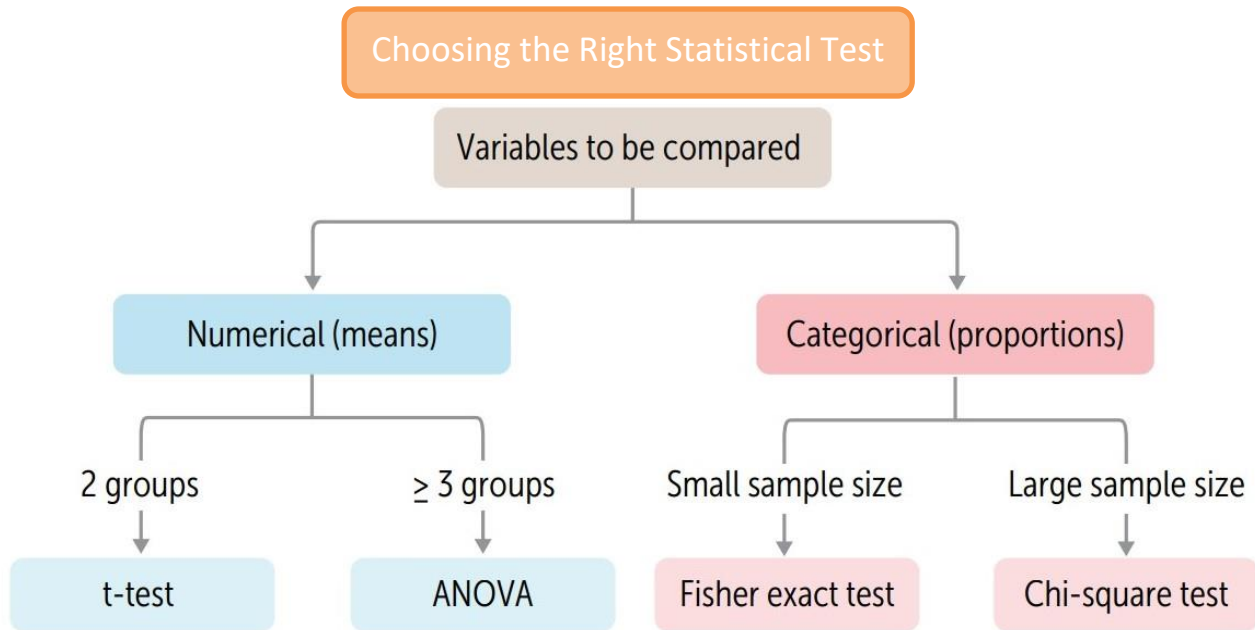 Choosing the Right Statistical Test
Variables to be compared
Numerical (means)
Categorical (proportions)
2 groups
≥ 3 groups
Small sample size
Large sample size
t-test
ANOVA
Fisher exact test
Chi-square test